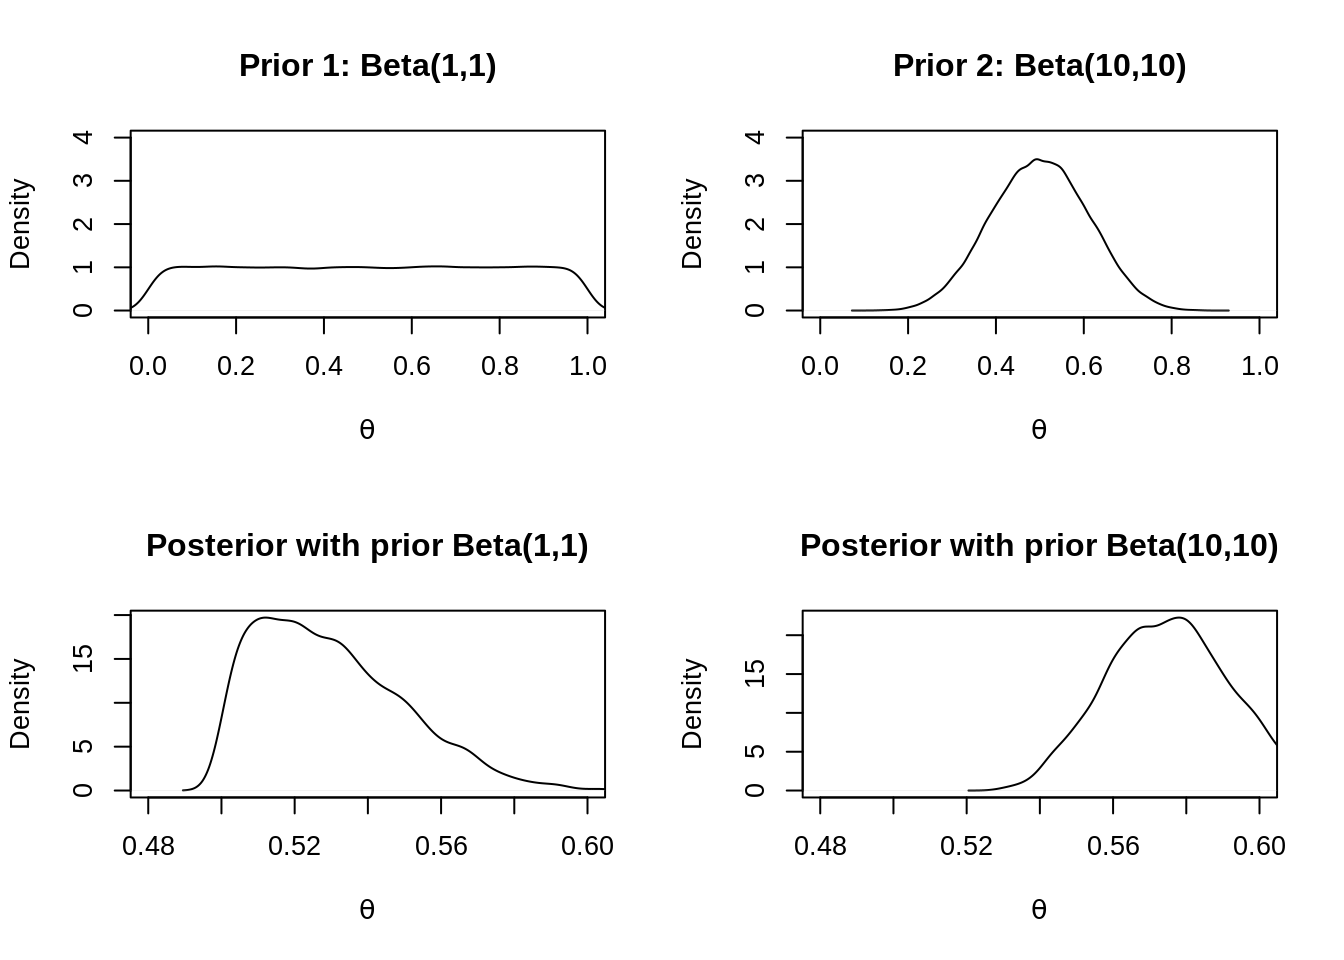 Prior 1: Beta(1,1)
Density
0 1 2 3 4
0.0 0.2 0.4 0.6 0.8 1.0
θ
Prior 2: Beta(10,10)
Density
0 1 2 3 4
0.0 0.2 0.4 0.6 0.8 1.0
θ
Posterior with prior Beta(1,1)
Density
0 5 15
0.48 0.52 0.56 0.60
θ
Posterior with prior Beta(10,10)
Density
0 5 15
0.48 0.52 0.56 0.60
θ